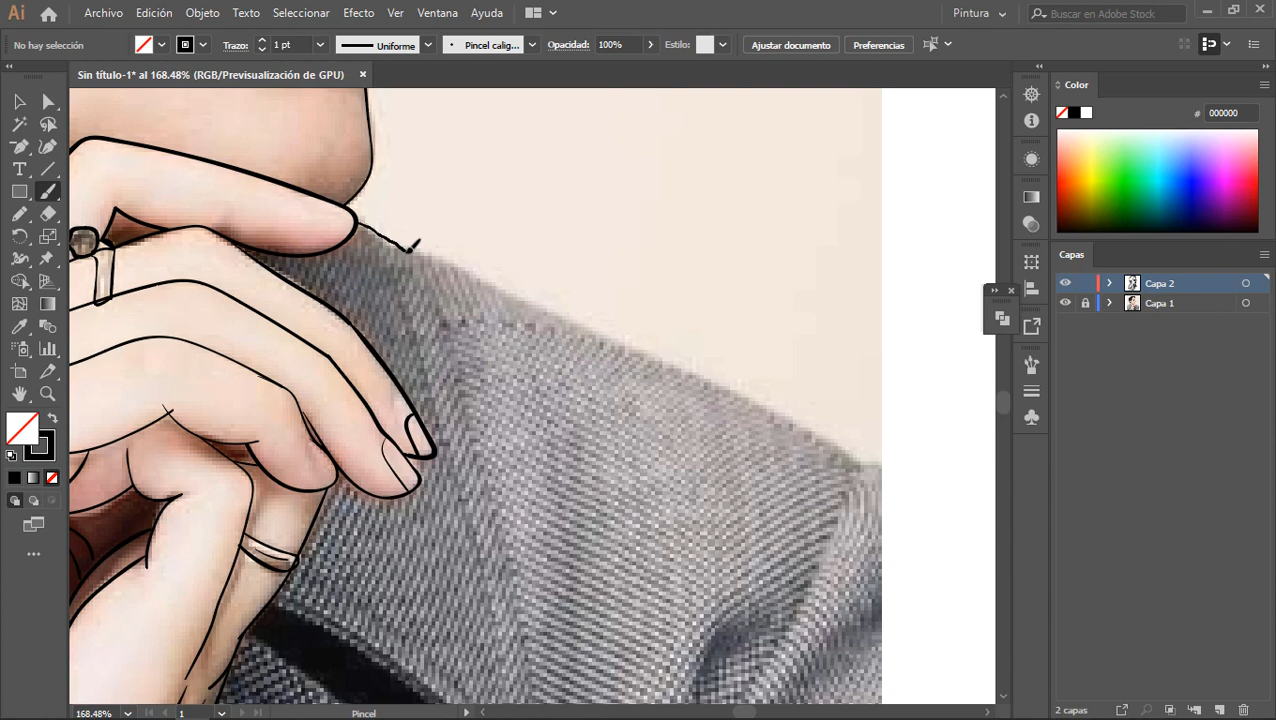 Ai Archivo Edición Objeto Texto Seleccionar Efecto Ver Ventana Ayuda Pintura Buscar en Adobe Stock
No hay selección Trazo: 1 pt Uniforme Pincel calig... Opacidad: 100% Estilo: Ajustar documento Preferencias
Sin título-1* al 168.48% (RGB/Previsualización de GPU)
Color
# 000000
Capas
Capa 2
Capa 1
2 capas
168.48% 1 Pincel